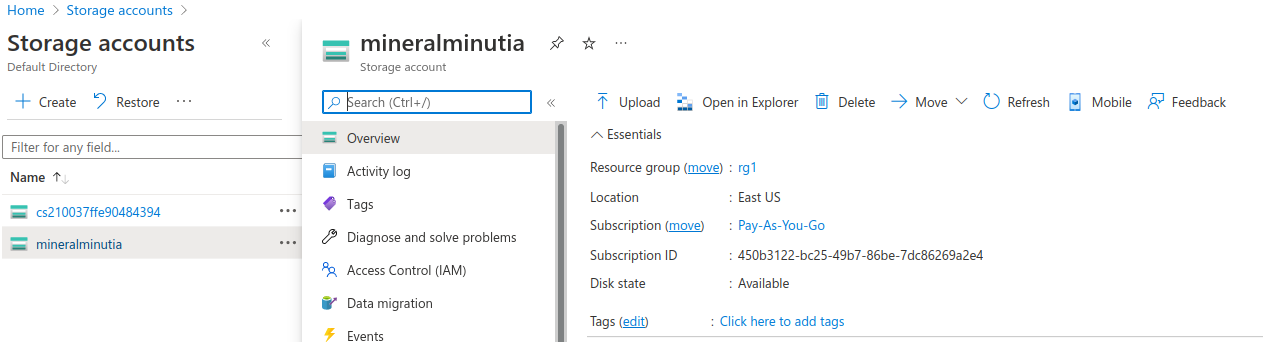 Home > Storage accounts >
Storage accounts
Default Directory
Create Restore
Filter for any field...
Name
cs210037ffe90484394
mineralminutia
mineralminutia
Storage account
Search (Ctrl+/)
Overview
Activity log
Tags
Diagnose and solve problems
Access Control (IAM)
Data migration
Events
Upload Open in Explorer Delete Move Refresh Mobile Feedback
Essentials
Resource group (move) : rg1
Location : East US
Subscription (move) : Pay-As-You-Go
Subscription ID : 450b3122-bc25-49b7-86be-7dc86269a2e4
Disk state : Available
Tags (edit) : Click here to add tags